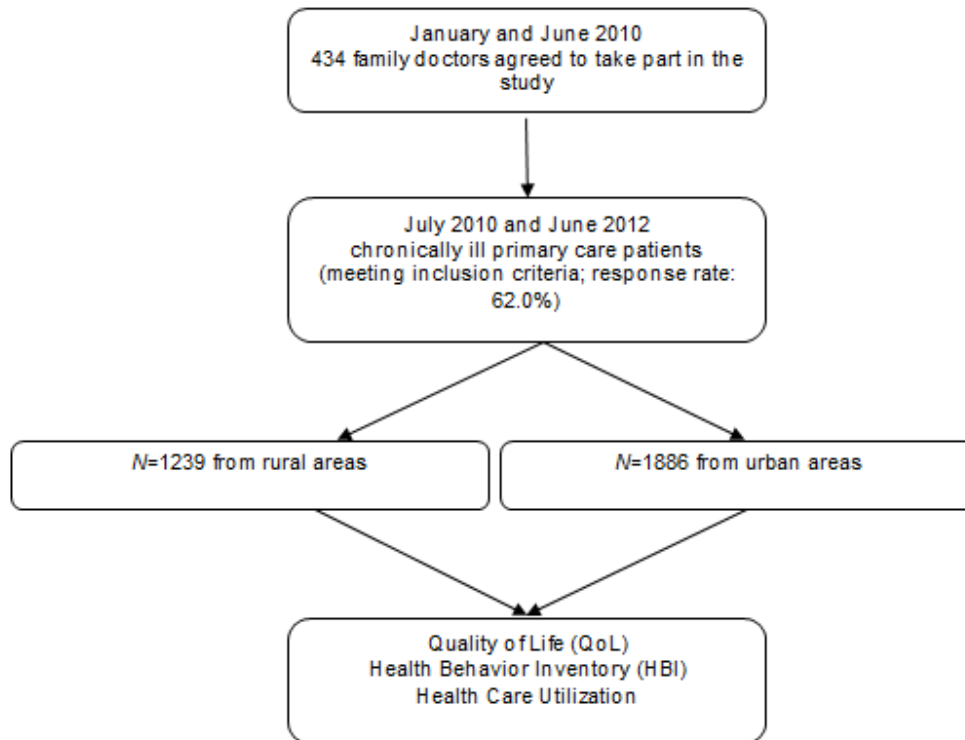 January and June 2010
434 family doctors agreed to take part in the
study
July 2010 and June 2012
chronically ill primary care patients
(meeting inclusion criteria; response rate:
62.0%)
N=1239 from rural areas
N=1886 from urban areas
Quality of Life (QoL)
Health Behavior Inventory (HBI)
Health Care Utilization